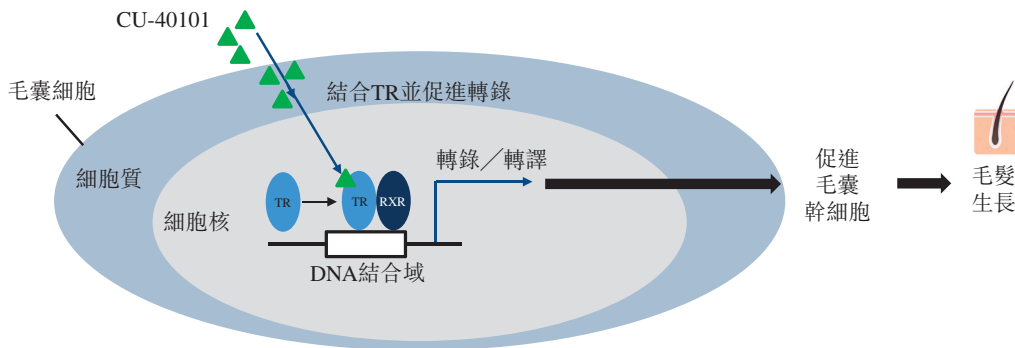 CU-40101
毛囊細胞
結合TR並促進轉錄
細胞質
轉錄／轉譯
細胞核
TR
TR
RXR
DNA結合域
促進
毛囊
幹細胞
毛髮
生長